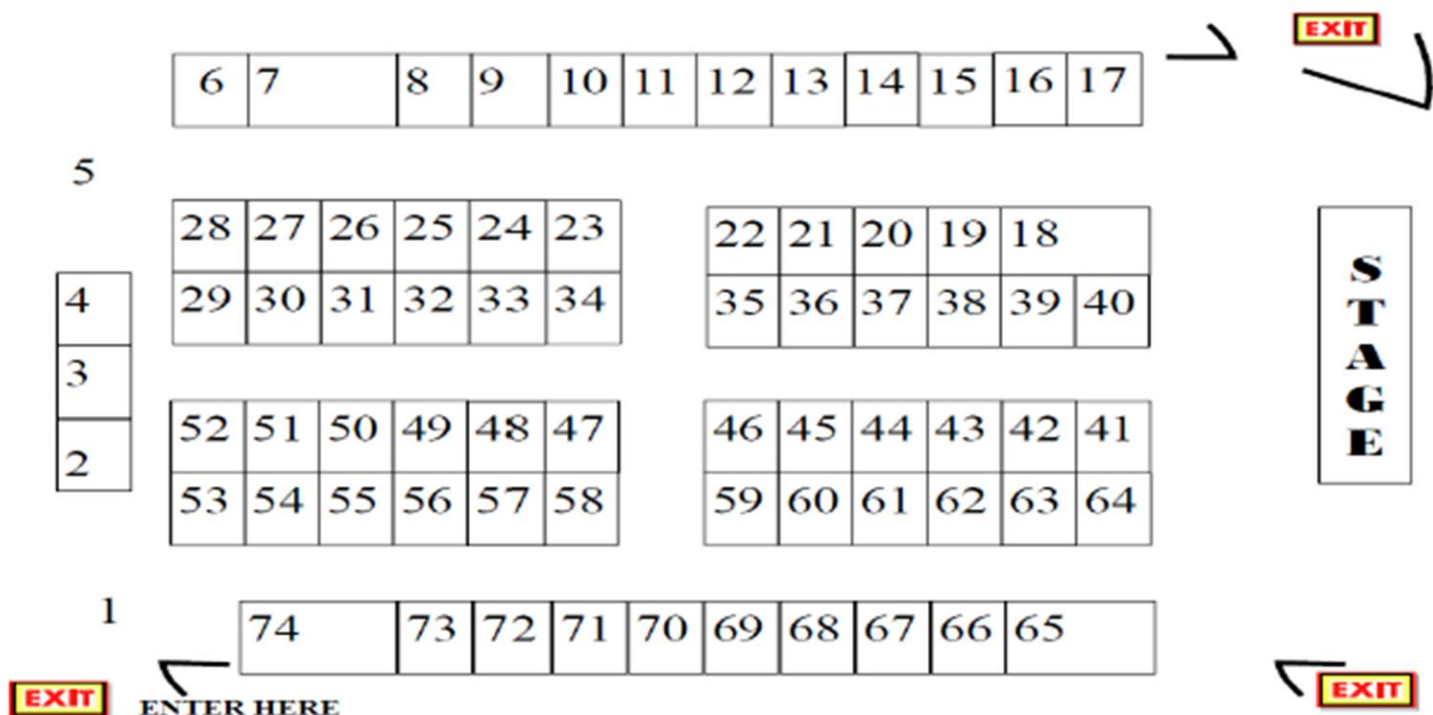 EXIT
6 7 8 9 10 11 12 13 14 15 16 17
5
28 27 26 25 24 23 22 21 20 19 18
29 30 31 32 33 34 35 36 37 38 39 40
4
3
2
STAGE
52 51 50 49 48 47 46 45 44 43 42 41
53 54 55 56 57 58 59 60 61 62 63 64
1
74 73 72 71 70 69 68 67 66 65
EXIT
ENTER HERE
EXIT